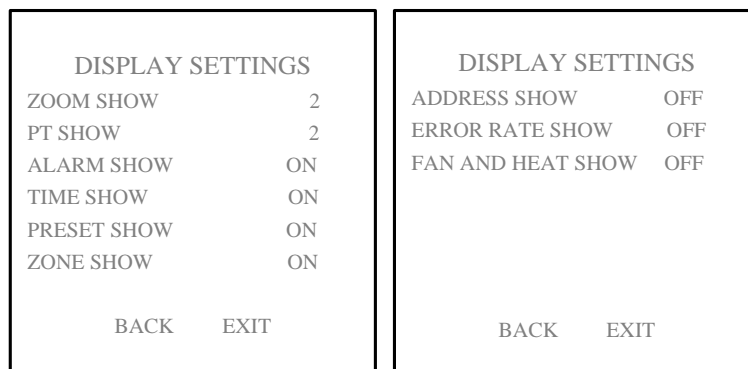 DISPLAY SETTINGS
ZOOM SHOW 2
PT SHOW 2
ALARM SHOW ON
TIME SHOW ON
PRESET SHOW ON
ZONE SHOW ON
BACK EXIT
DISPLAY SETTINGS
ADDRESS SHOW OFF
ERROR RATE SHOW OFF
FAN AND HEAT SHOW OFF
BACK EXIT